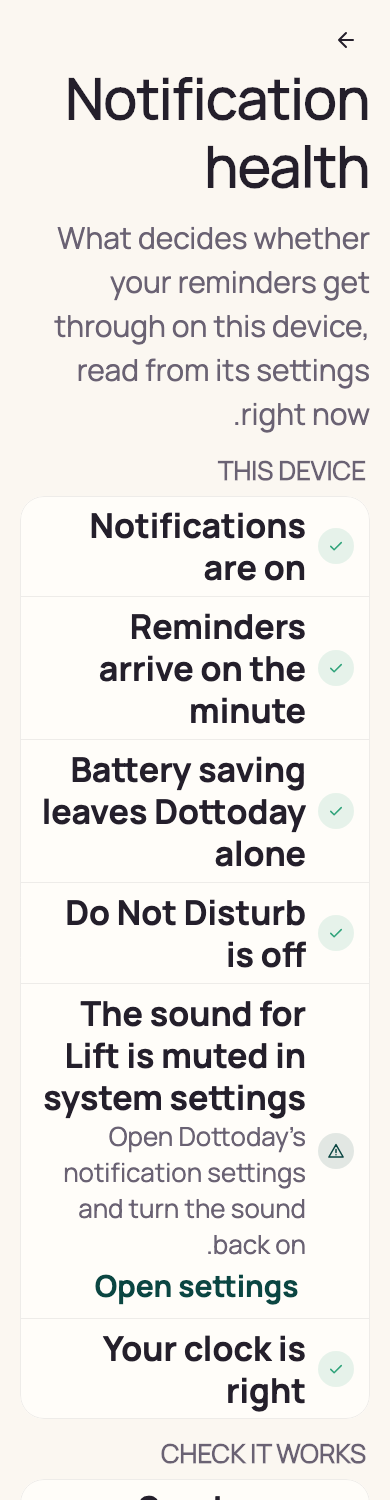 Notification
health
What decides whether
your reminders get
through on this device,
read from its settings
.right now
THIS DEVICE
Notifications
are on
Reminders
arrive on the
minute
Battery saving
leaves Dottoday
alone
Do Not Disturb
is off
The sound for
Lift is muted in
system settings
Open Dottoday's
notification settings
and turn the sound
.back on
Open settings
Your clock is
right
CHECK IT WORKS